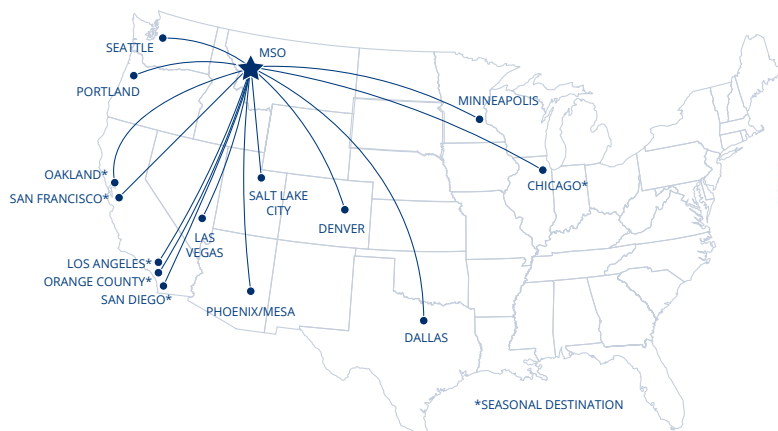 SEATTLE
MSO
PORTLAND
MINNEAPOLIS
OAKLAND*
SAN FRANCISCO*
SALT LAKE
CITY
CHICAGO*
DENVER
LAS
VEGAS
LOS ANGELES*
ORANGE COUNTY*
SAN DIEGO*
PHOENIX/MESA
DALLAS
*SEASONAL DESTINATION